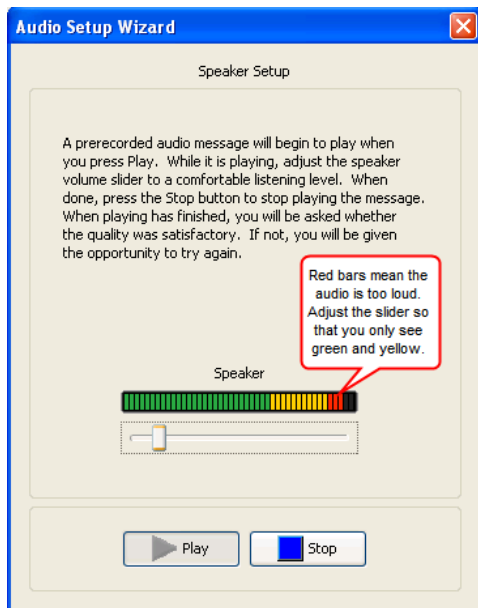 Audio Setup Wizard
Speaker Setup
A prerecorded audio message will begin to play when
you press Play.  While it is playing, adjust the speaker
volume slider to a comfortable listening level.  When
done, press the Stop button to stop playing the message.
When playing has finished, you will be asked whether
the quality was satisfactory.  If not, you will be given
the opportunity to try again.
Red bars mean the
audio is too loud.
Adjust the slider so
that you only see
green and yellow.
Speaker
Play
Stop